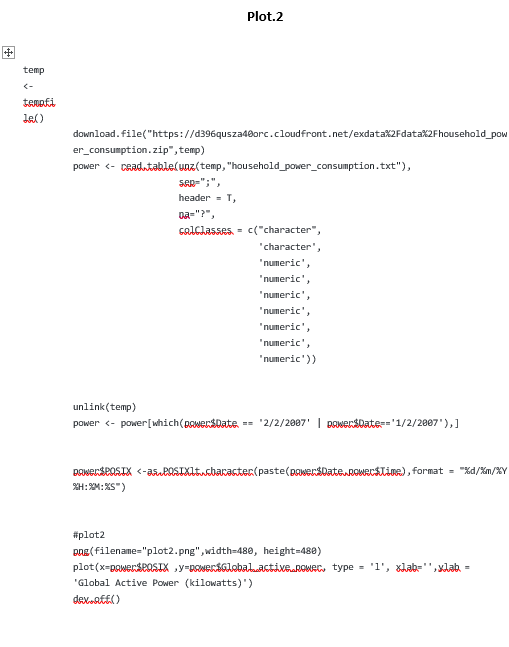 Plot.2
temp
<-
tempfi
le()
download.file("https://d396qusza40orc.cloudfront.net/exdata%2Fdata%2Fhousehold_pow
er_consumption.zip",temp)
power <- read.table(unz(temp,"household_power_consumption.txt"),
sep=";",
header = T,
na="?",
colClasses = c("character",
'character',
'numeric',
'numeric',
'numeric',
'numeric',
'numeric',
'numeric',
'numeric'))
unlink(temp)
power <- power[which(power$Date == '2/2/2007' | power$Date=='1/2/2007'),]
power$POSIX <-as.POSIXlt.character(paste(power$Date,power$Time),format = "%d/%m/%Y
%H:%M:%S")
#plot2
png(filename="plot2.png",width=480, height=480)
plot(x=power$POSIX ,y=power$Global_active_power, type = 'l', xlab='',ylab =
'Global Active Power (kilowatts)')
dev.off()